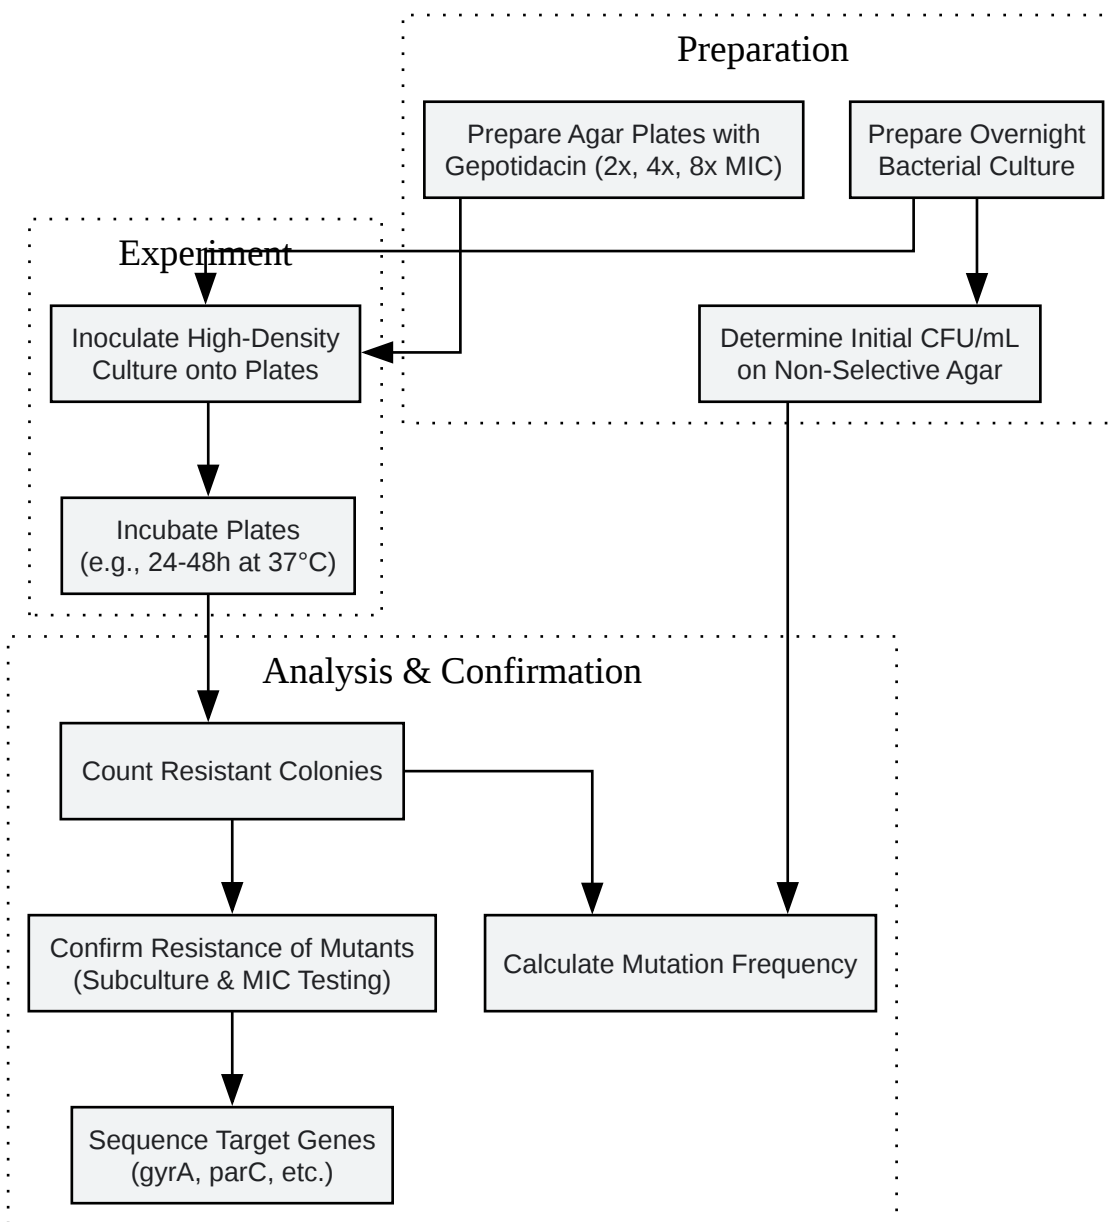 Preparation
Prepare Agar Plates with
Gepotidacin (2x, 4x, 8x MIC)
Prepare Overnight
Bacterial Culture
Experiment
Inoculate High-Density
Culture onto Plates
Determine Initial CFU/mL
on Non-Selective Agar
Incubate Plates
(e.g., 24-48h at 37°C)
Analysis & Confirmation
Count Resistant Colonies
Confirm Resistance of Mutants
(Subculture & MIC Testing)
Calculate Mutation Frequency
Sequence Target Genes
(gyrA, parC, etc.)